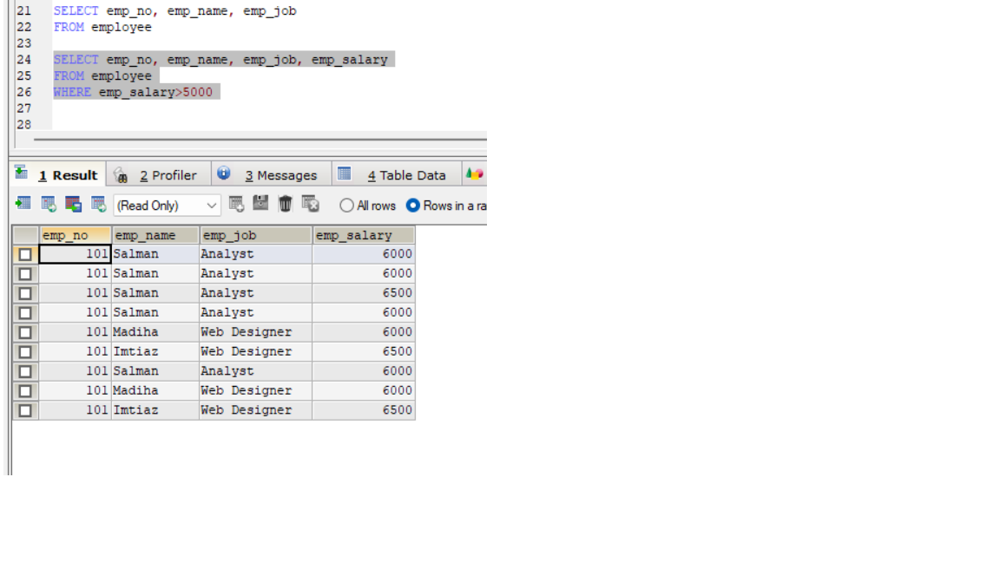 21 SELECT emp_no, emp_name, emp_job
22 FROM employee
23
24 SELECT emp_no, emp_name, emp_job, emp_salary
25 FROM employee
26 WHERE emp_salary>5000
27
28
1 Result 2 Profiler 3 Messages 4 Table Data
(Read Only) All rows Rows in a ra
emp_no emp_name emp_job emp_salary
101 Salman Analyst 6000
101 Salman Analyst 6000
101 Salman Analyst 6500
101 Salman Analyst 6000
101 Madiha Web Designer 6000
101 Imtiaz Web Designer 6500
101 Salman Analyst 6000
101 Madiha Web Designer 6000
101 Imtiaz Web Designer 6500